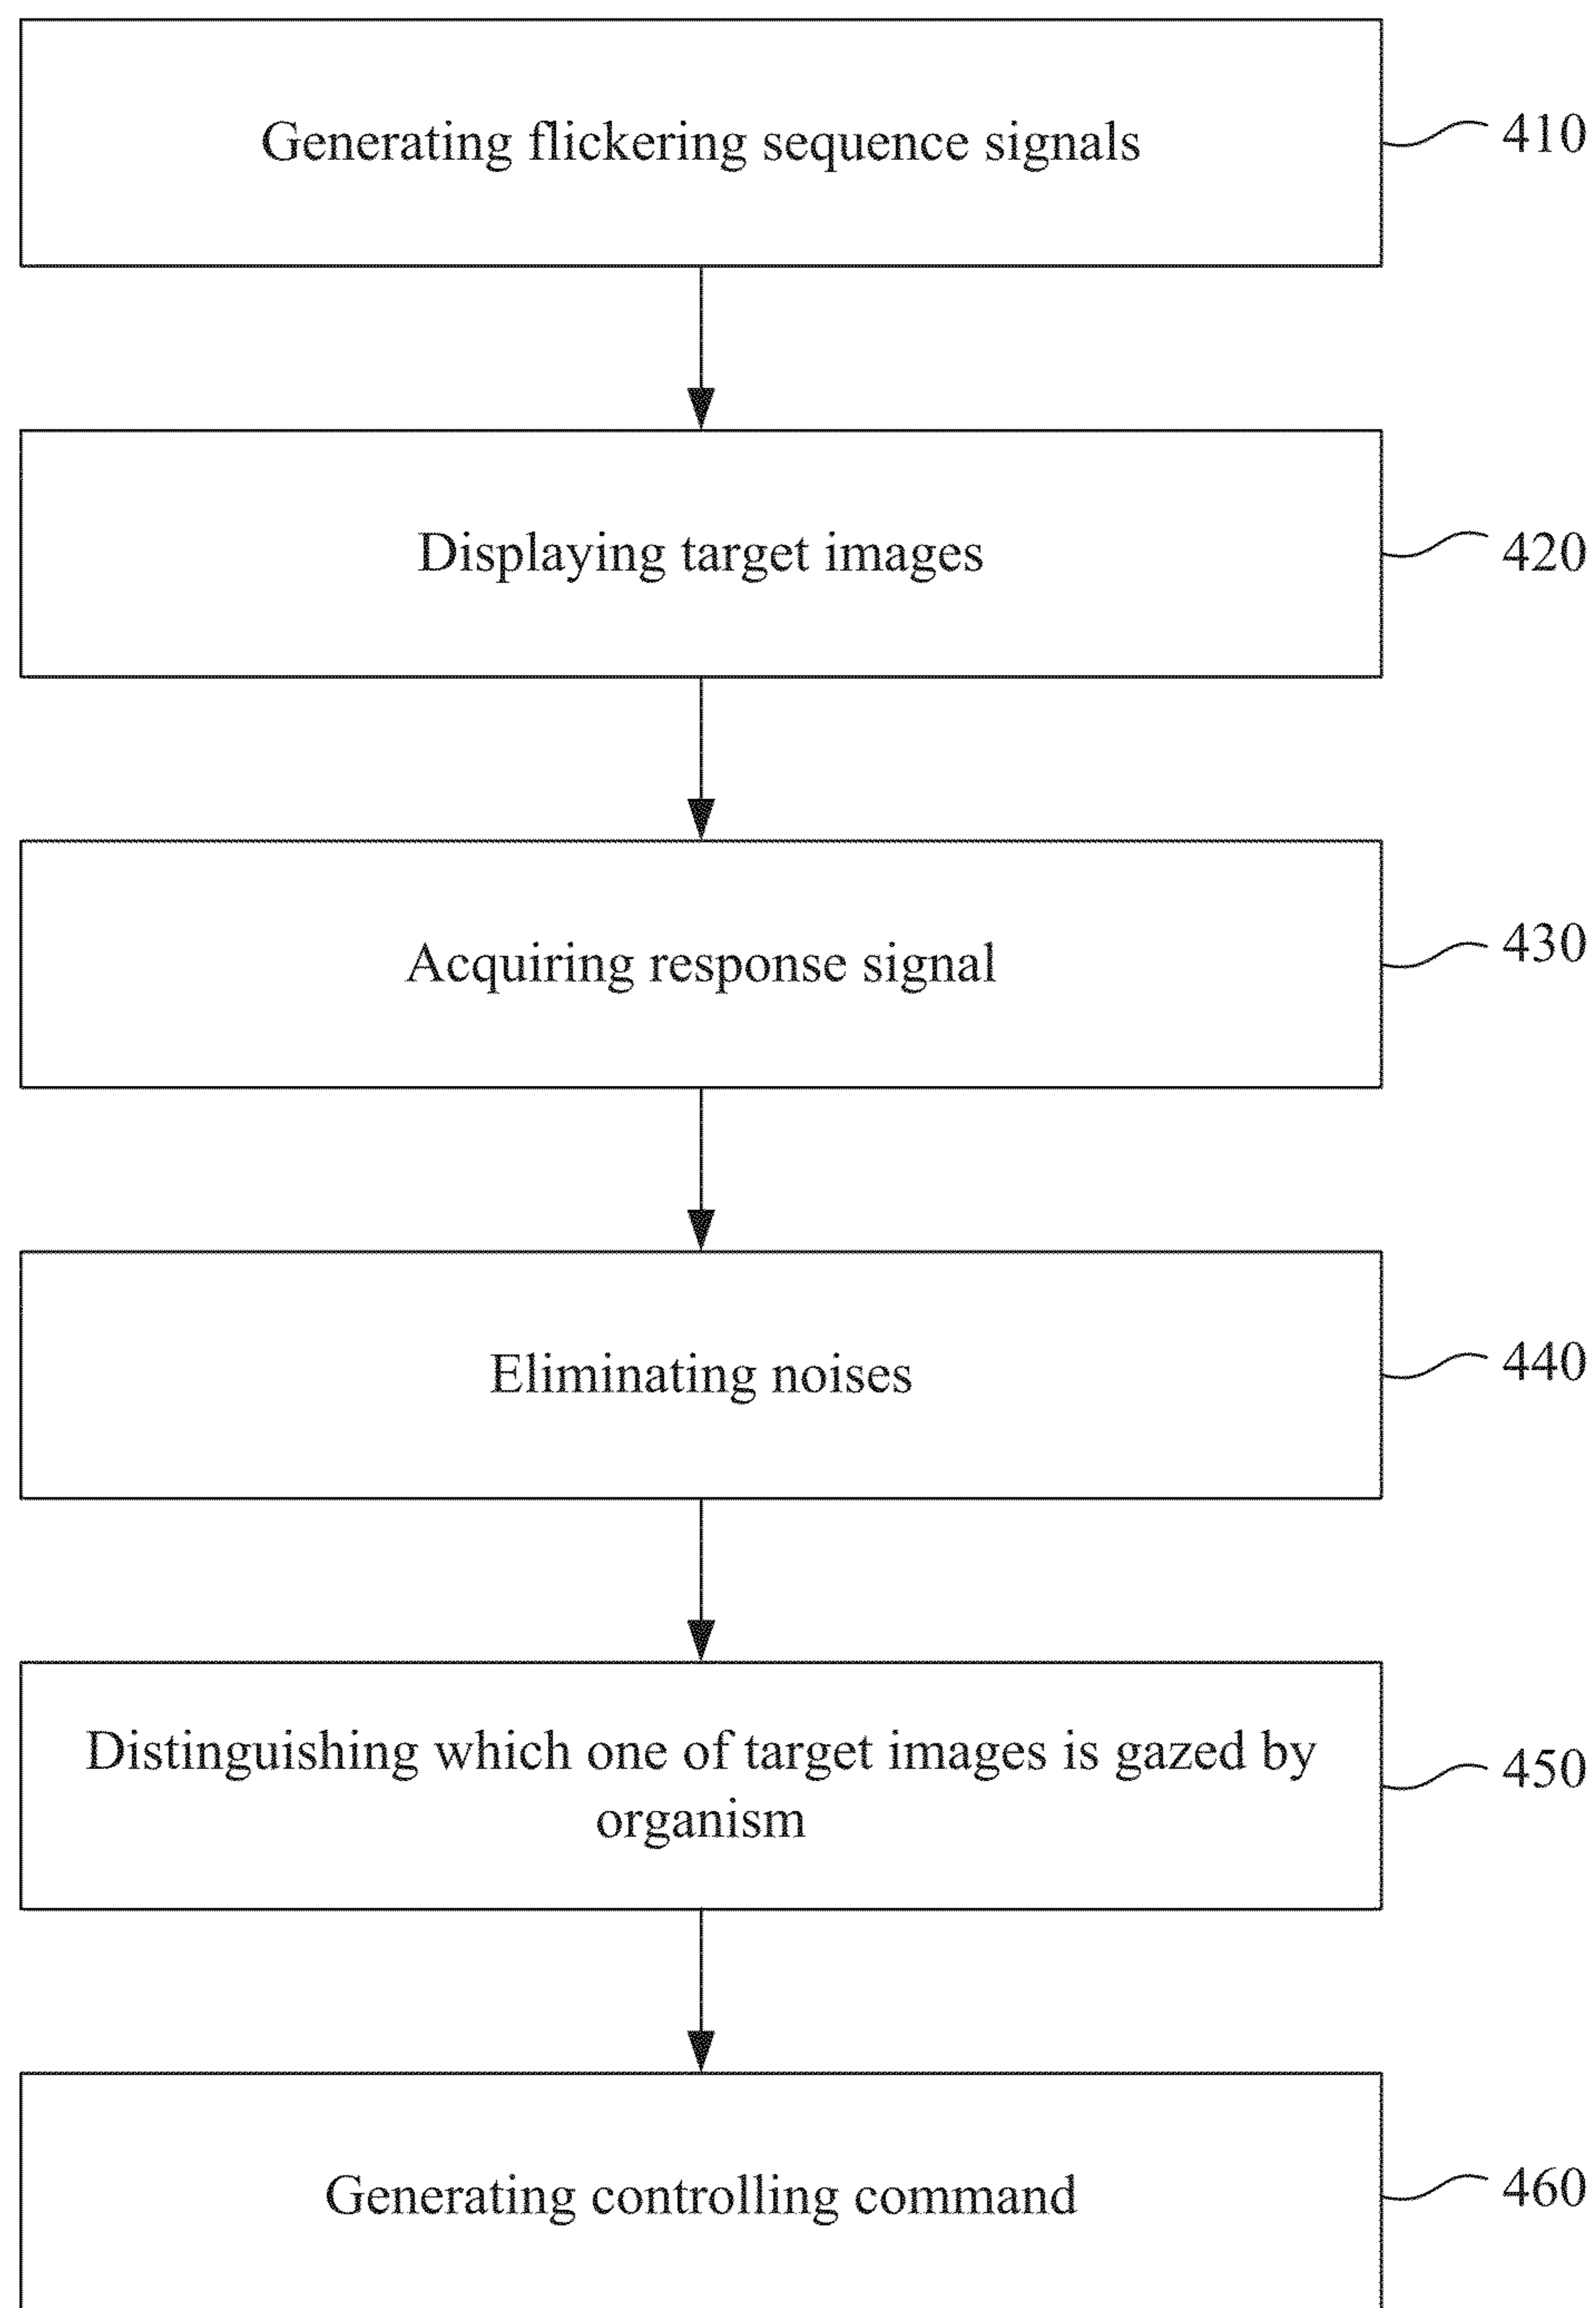 Generating flickering sequence signals
410
Displaying target images
420
Acquiring response signal
430
Eliminating noises
440
Distinguishing which one of target images is gazed by
organism
450
Generating controlling command
460